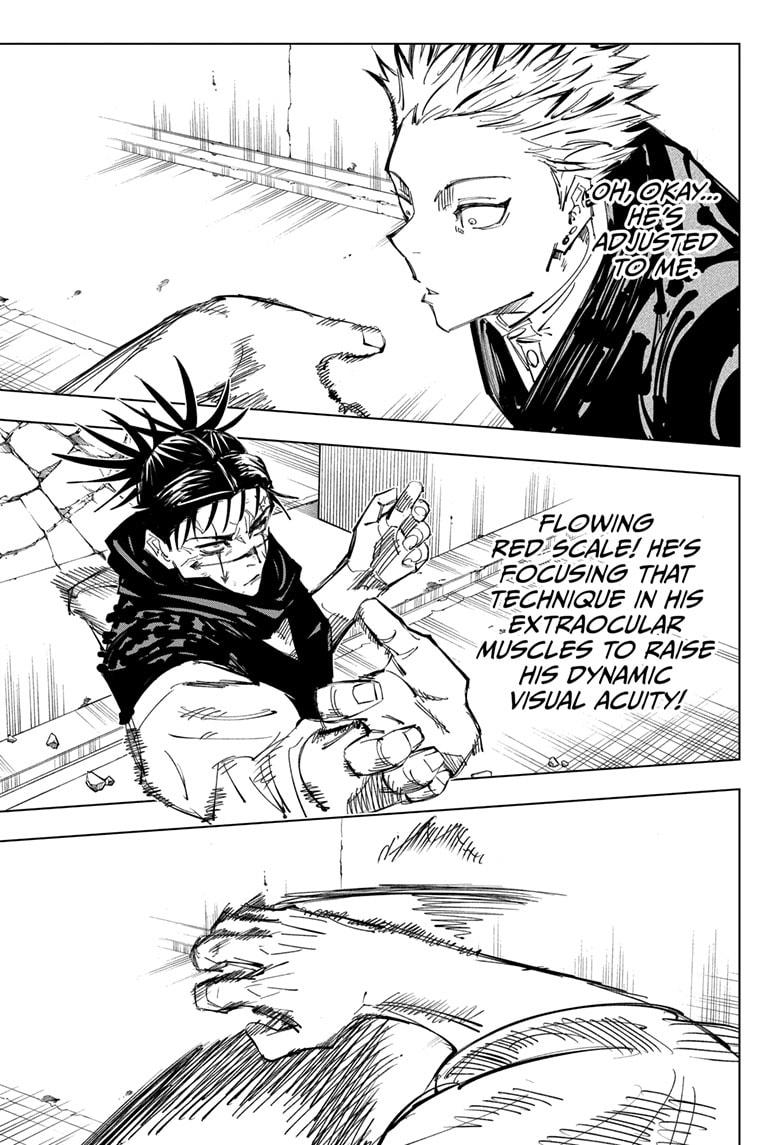 OH, OKAY...
HE'S
ADJUSTED
TO ME.
FLOWING
RED SCALE! HE'S
FOCUSING THAT
TECHNIQUE IN HIS
EXTRAOCULAR
MUSCLES TO RAISE
HIS DYNAMIC
VISUAL ACUITY!